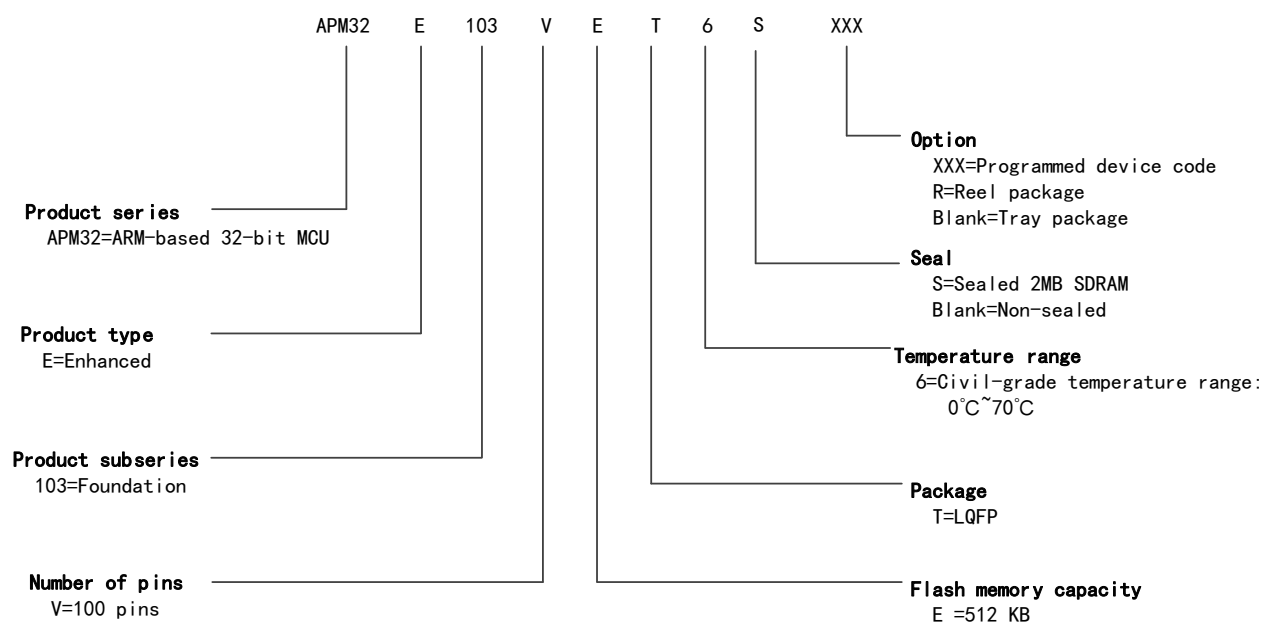 APM32 E 103 V E T 6 S XXX
Product series
APM32=ARM-based 32-bit MCU
Product type
E=Enhanced
Product subseries
103=Foundation
Number of pins
V=100 pins
Option
XXX=Programmed device code
R=Reel package
Blank=Tray package
Seal
S=Sealed 2MB SDRAM
Blank=Non-sealed
Temperature range
6=Civil-grade temperature range:
0℃~70℃
Package
T=LQFP
Flash memory capacity
E =512 KB